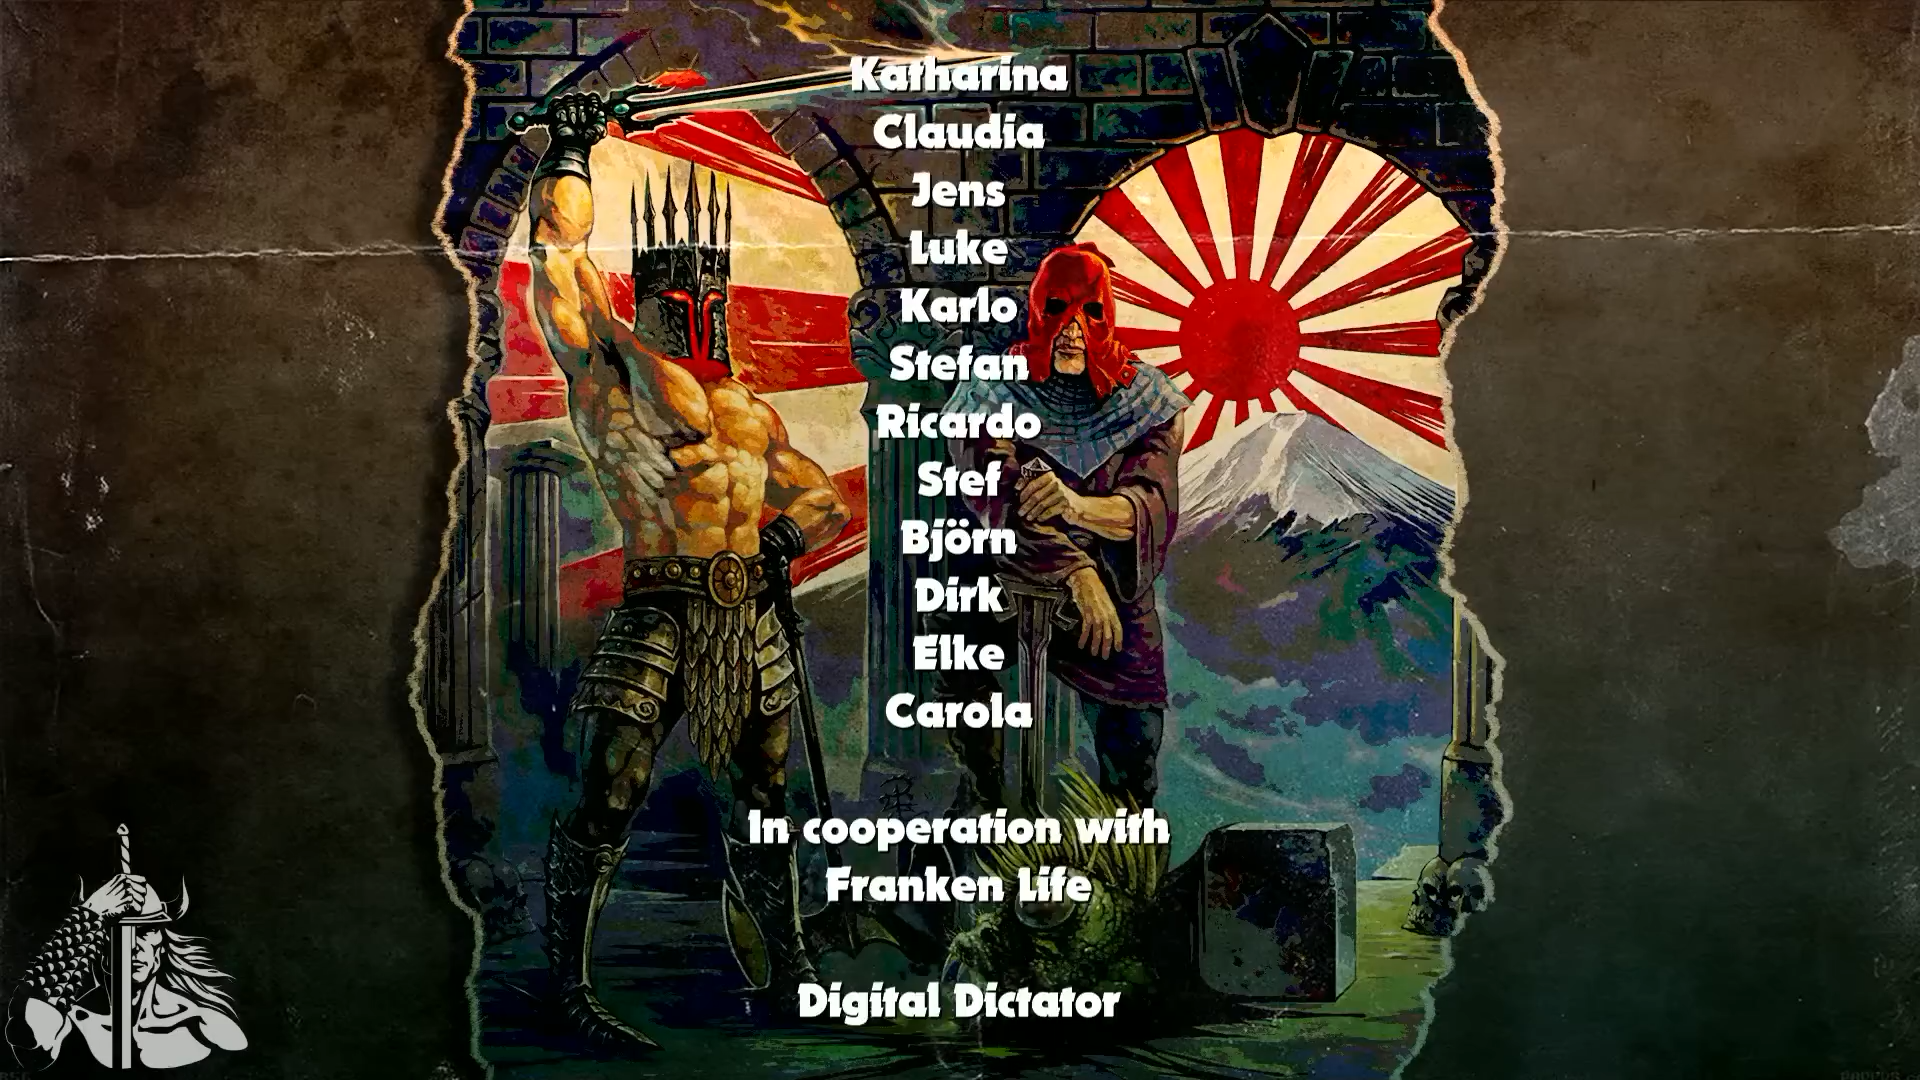 Katharina
Claudia
Jens
Luke
Karlo
Stefan
Ricardo
Stef
Björn
Dirk
Elke
Carola
In cooperation with
Franken Life
Digital Dictator